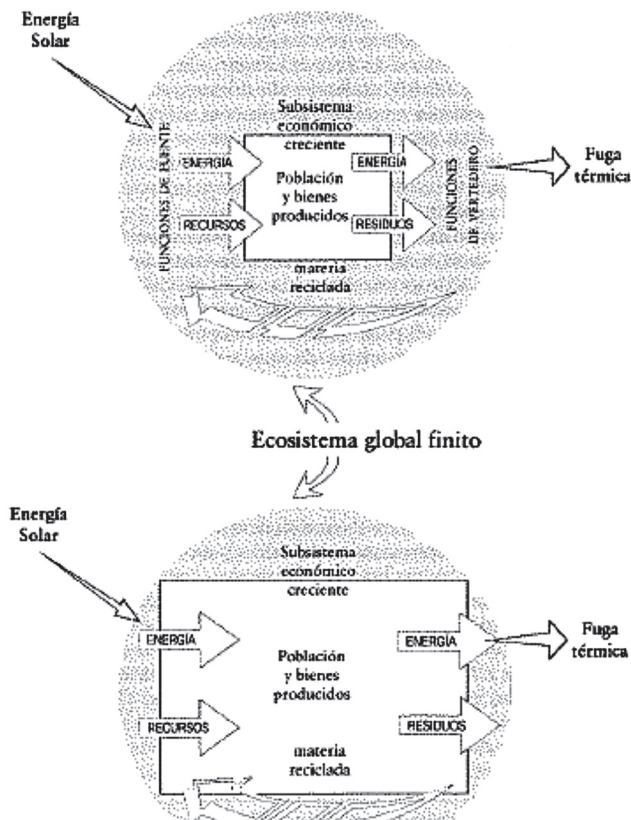 Energía
Solar
FUNCIONES DE FUENTE
Subsistema
económico
creciente
ENERGÍA
ENERGÍA
Población
y bienes
producidos
RECURSOS
RESIDUOS
FUNCIONES
DE VERTEDERO
Fuga
térmica
materia
reciclada
Ecosistema global finito
Energía
Solar
Subsistema
económico
creciente
ENERGÍA
ENERGÍA
Fuga
térmica
Población
y bienes
producidos
RECURSOS
RESIDUOS
materia
reciclada